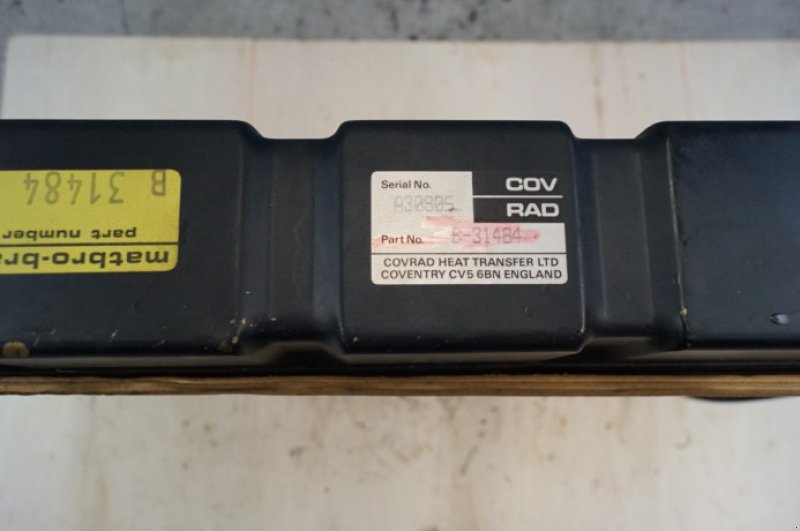 B 31484
part number
matbro-bra
Serial No. COV
A30805 RAD
Part No. B-31484
COVRAD HEAT TRANSFER LTD
COVENTRY CV5 6BN ENGLAND